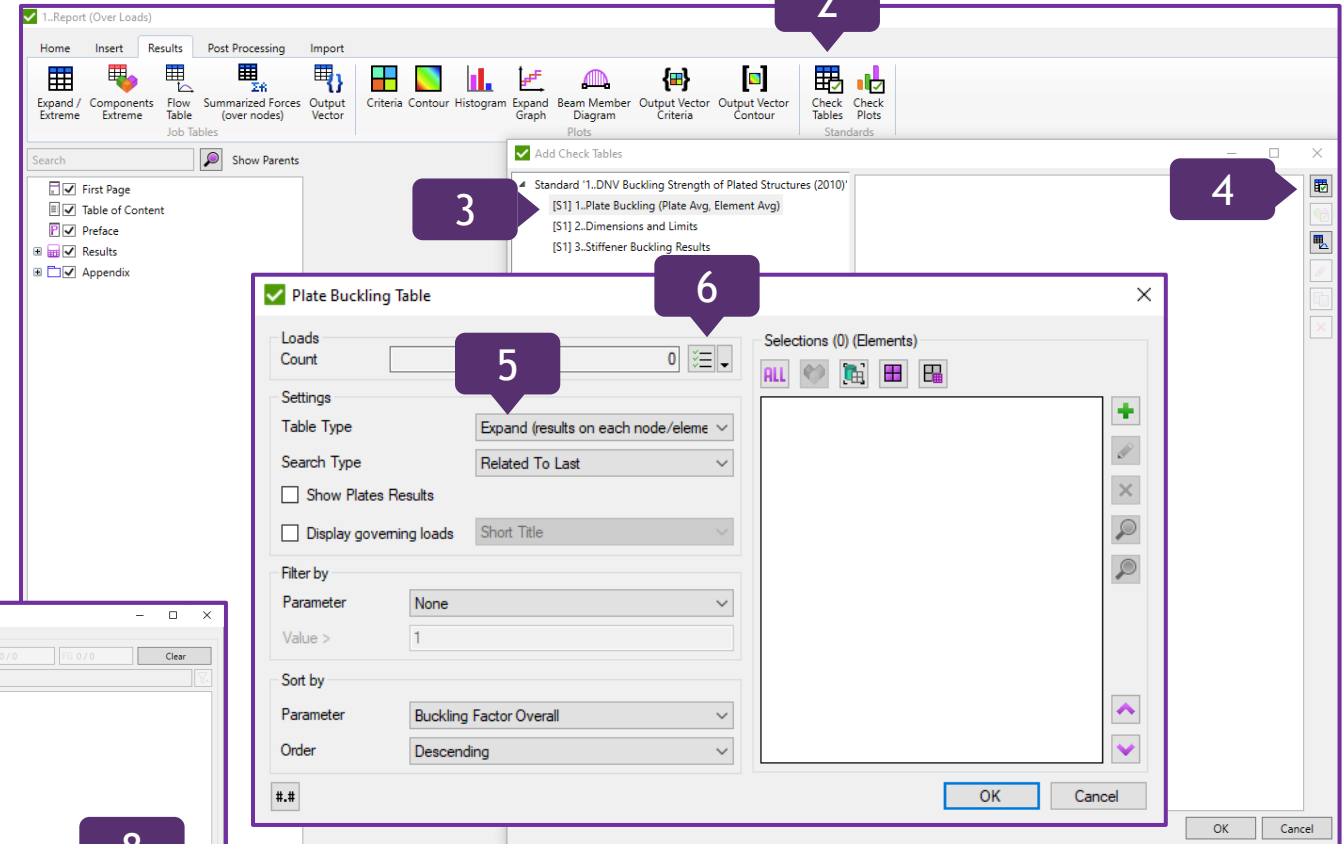 2
1..Report (Over Loads)
Home Insert Results Post Processing Import
Expand / Extreme
Components Extreme
Flow Table
Summarized Forces (over nodes)
Output Vector
Job Tables
Criteria
Contour
Histogram
Expand Graph
Beam Member Diagram
Output Vector Criteria
Output Vector Contour
Plots
Check Tables
Check Plots
Standards
Search
Show Parents
First Page
Table of Content
Preface
Results
Appendix
Add Check Tables
Standard '1..DNV Buckling Strength of Plated Structures (2010)'
[S1] 1..Plate Buckling (Plate Avg, Element Avg)
[S1] 2..Dimensions and Limits
[S1] 3..Stiffener Buckling Results
3
4
6
Plate Buckling Table
Loads
Count 0
5
Settings
Table Type Expand (results on each node/eleme
Search Type Related To Last
Show Plates Results
Display governing loads Short Title
Filter by
Parameter None
Value > 1
Sort by
Parameter Buckling Factor Overall
Order Descending
#.#
Selections (0) (Elements)
ALL
OK Cancel
0 / 0 FG 0 / 0 Clear
8
OK Cancel